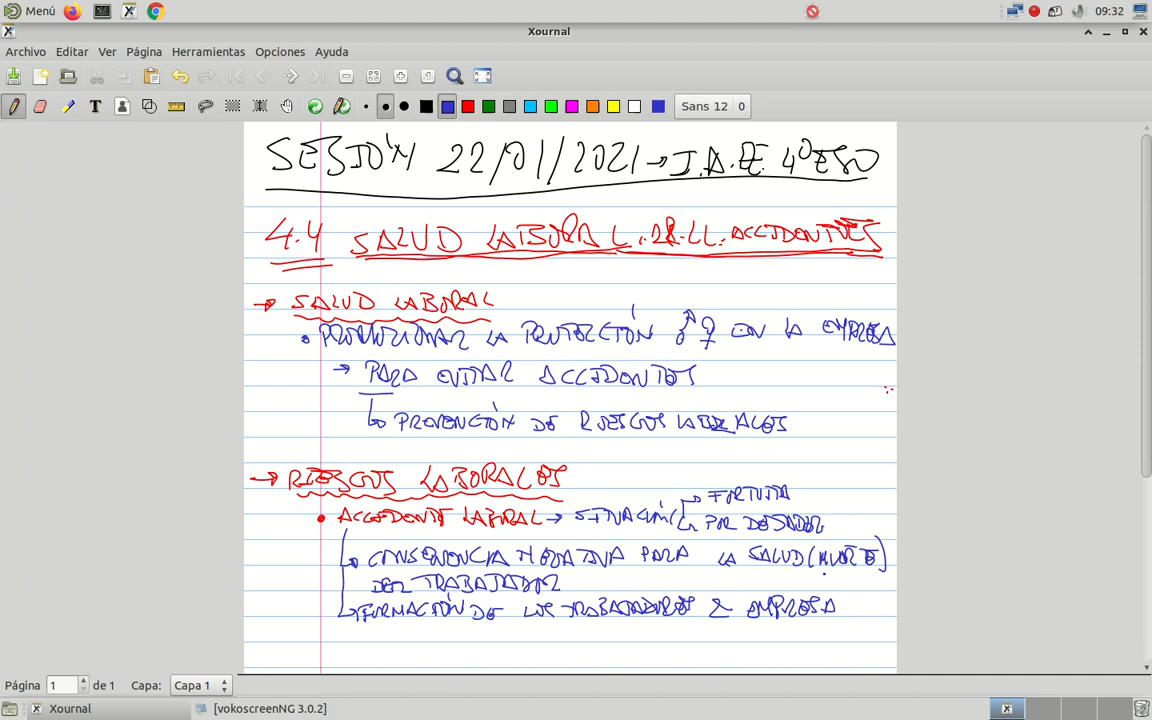 Menú 09:32
Xournal
Archivo Editar Ver Página Herramientas Opciones Ayuda
Sans 12 0
SESIÓN 22/01/2021 → I.A.E.E. 4º ESO
4.4 SALUD LABORAL. RR.LL. ACCIDENTES
→ SALUD LABORAL
• PROMOCIONAR LA PROTECCIÓN ♂ ♀ EN LA EMPRESA
→ PARA EVITAR ACCIDENTES
↳ PREVENCIÓN DE RIESGOS LABORALES
→ RIESGOS LABORALES
• ACCIDENTE LABORAL → SITUACIÓN → FORTUITA
→ POR
→ CONSECUENCIA NEGATIVA PARA LA SALUD (MUERTE)
DEL TRABAJADOR
→ FORMACIÓN DE LOS TRABAJADORES & EMPRESA
Página 1 de 1 Capa: Capa 1
Xournal [vokoscreenNG 3.0.2]